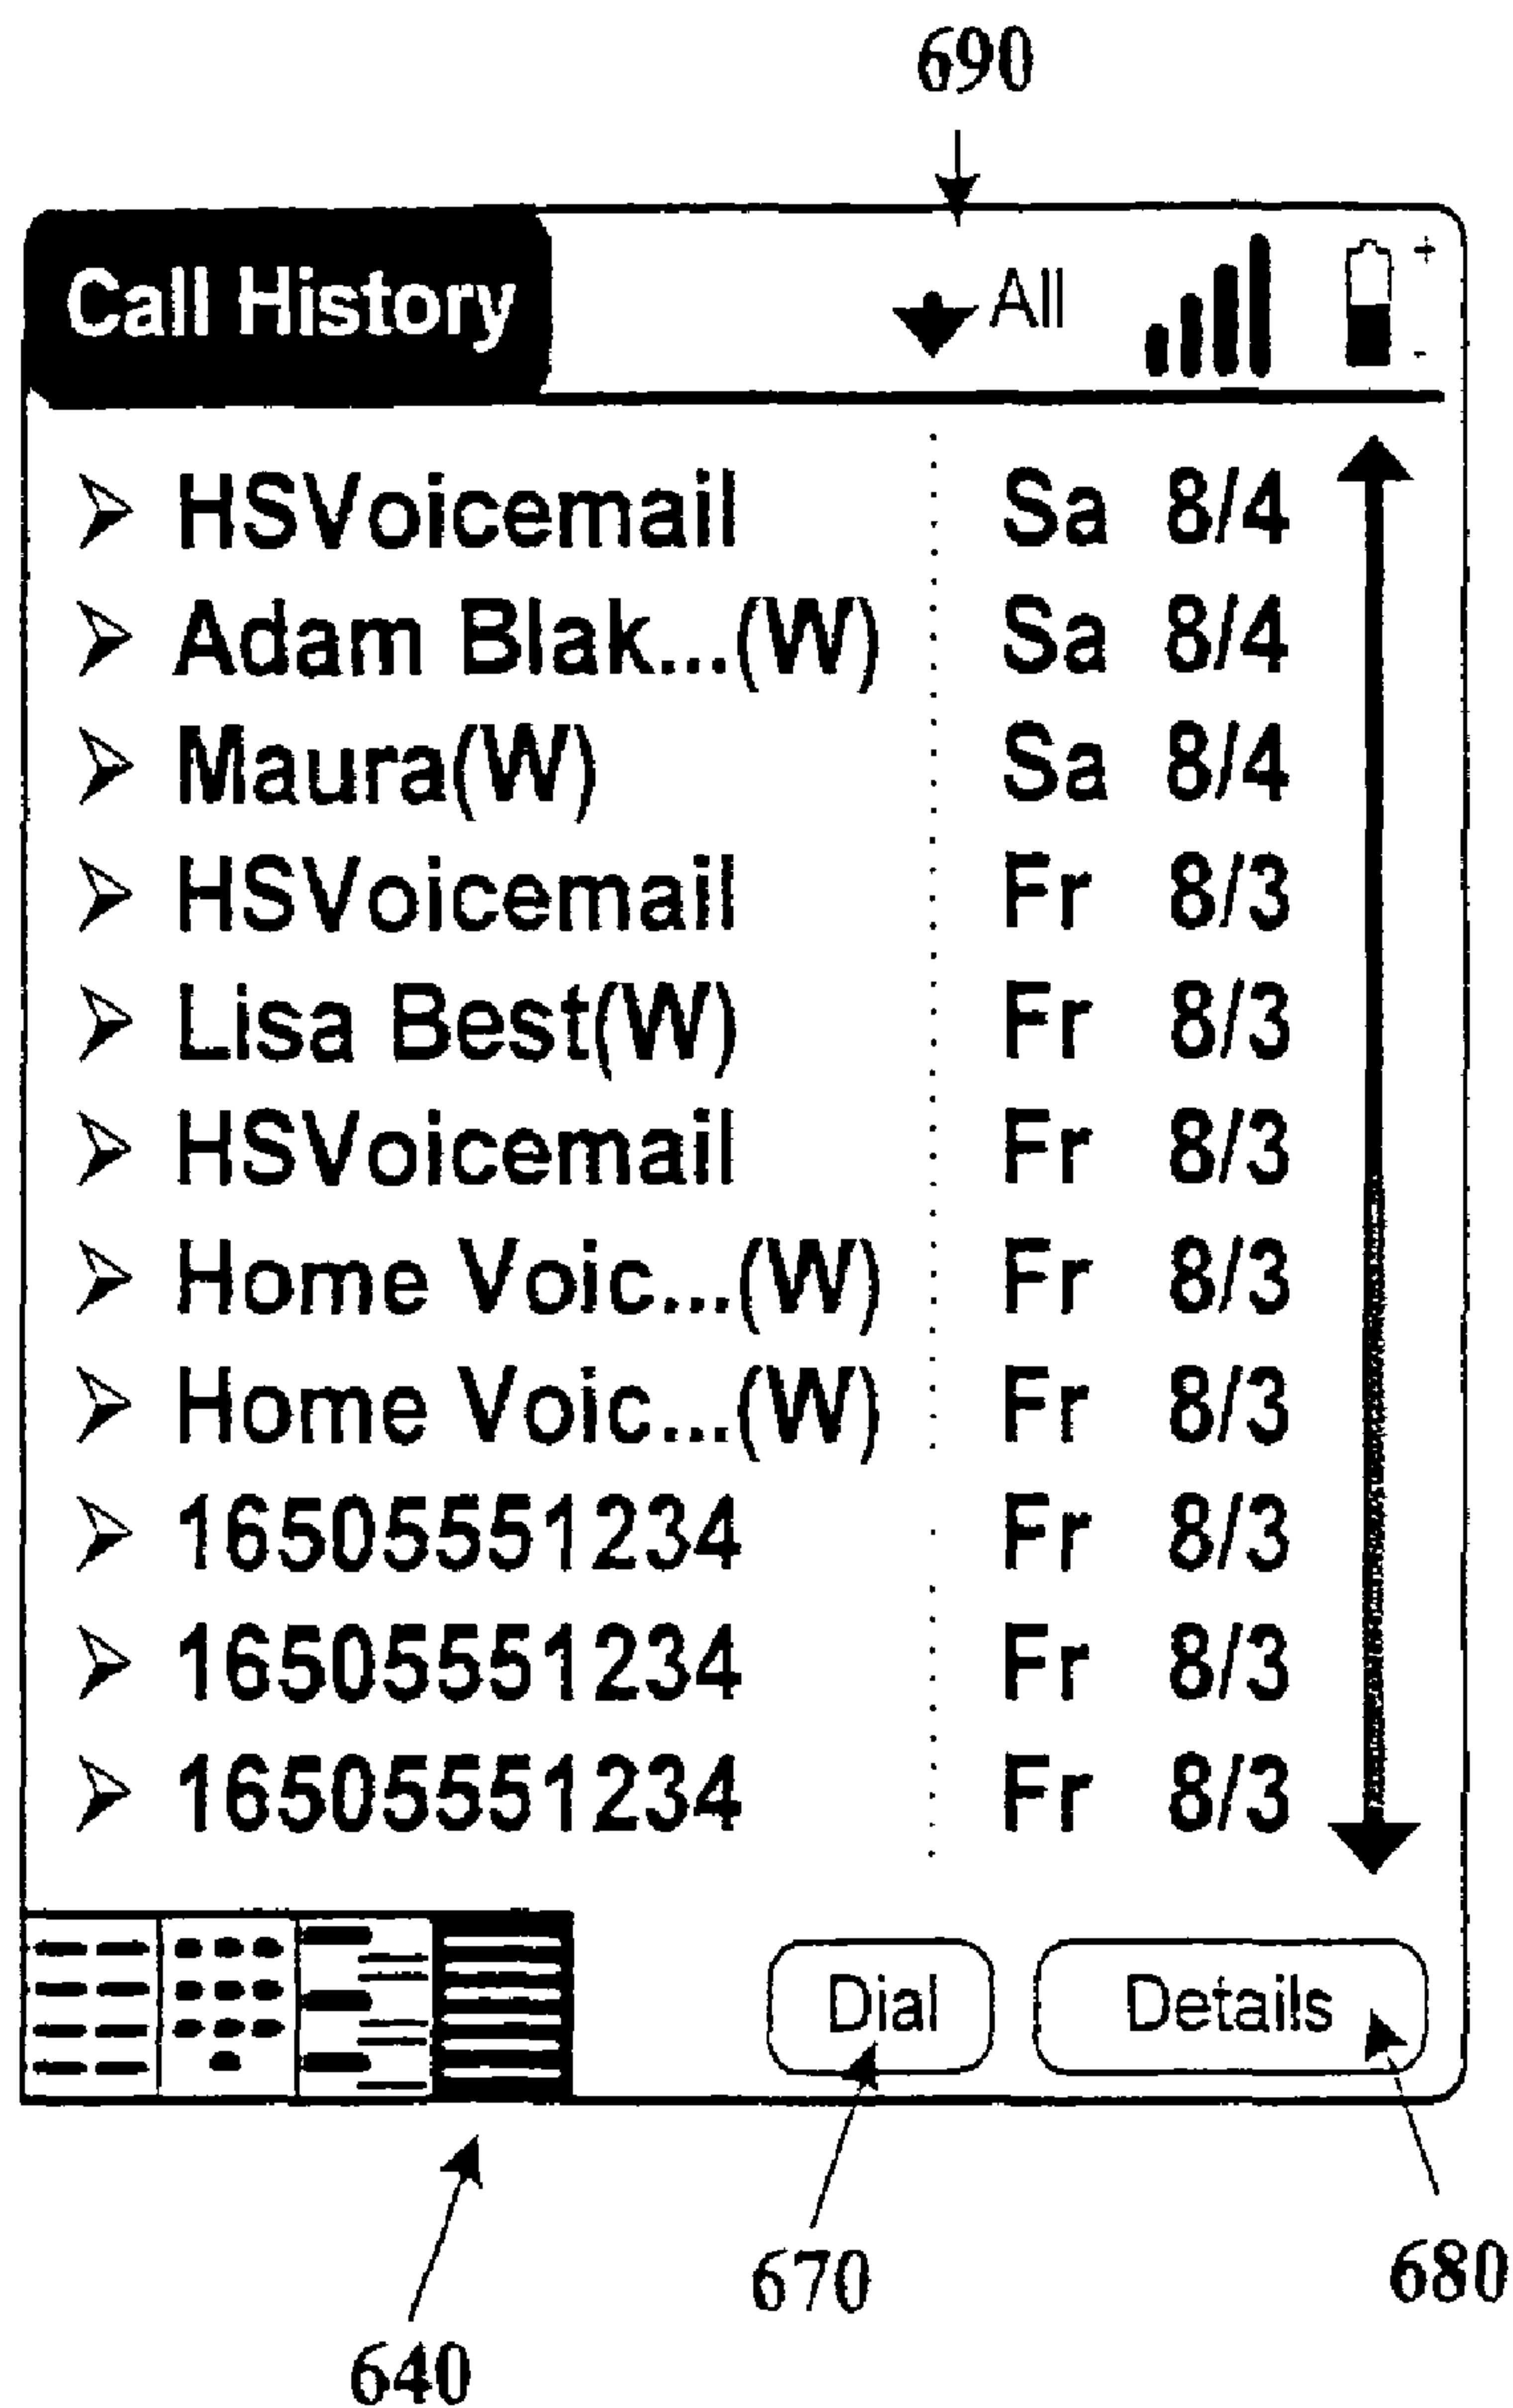 690
Call History All + -
HSVoicemail Sa 8/4
Adam Blak...(W) Sa 8/4
Maura(W) Sa 8/4
HSVoicemail Fr 8/3
Lisa Best(W) Fr 8/3
HSVoicemail Fr 8/3
Home Voic...(W) Fr 8/3
Home Voic...(W) Fr 8/3
16505551234 Fr 8/3
16505551234 Fr 8/3
16505551234 Fr 8/3
Dial Details
670 680
640